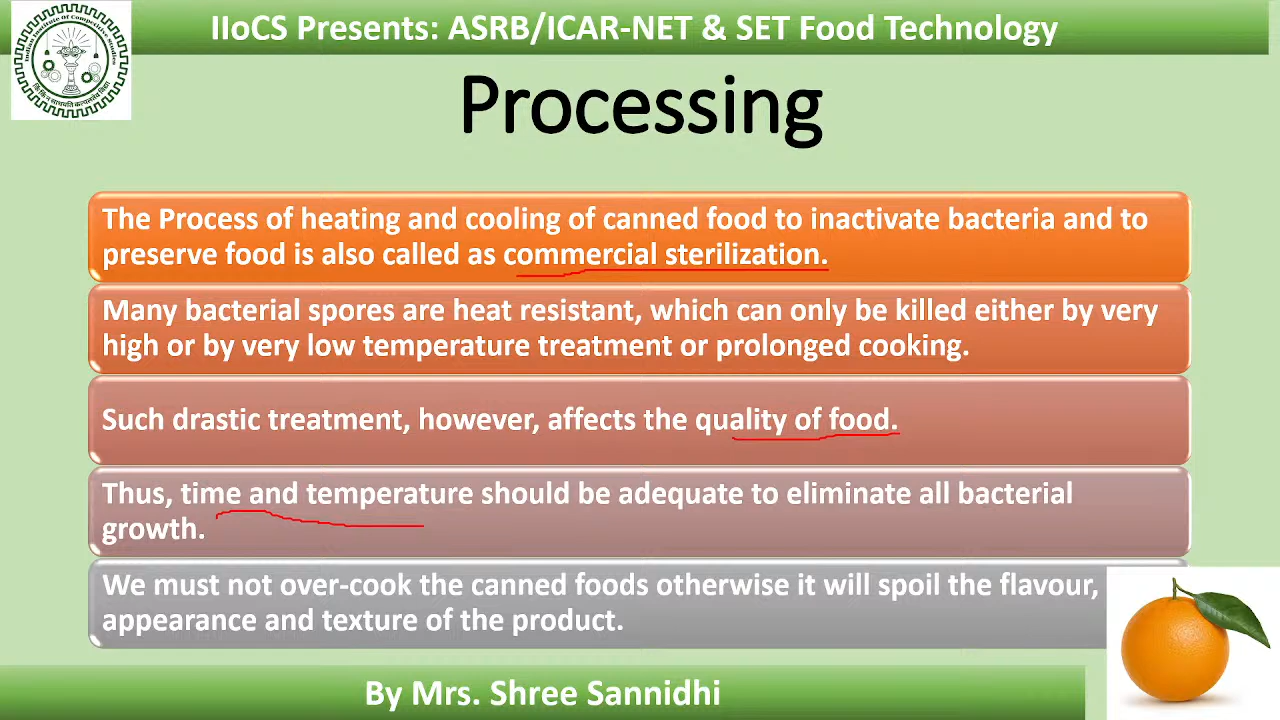 IIoCS Presents: ASRB/ICAR-NET & SET Food Technology
Processing
The Process of heating and cooling of canned food to inactivate bacteria and to
preserve food is also called as commercial sterilization.
Many bacterial spores are heat resistant, which can only be killed either by very
high or by very low temperature treatment or prolonged cooking.
Such drastic treatment, however, affects the quality of food.
Thus, time and temperature should be adequate to eliminate all bacterial
growth.
We must not over-cook the canned foods otherwise it will spoil the flavour,
appearance and texture of the product.
By Mrs. Shree Sannidhi